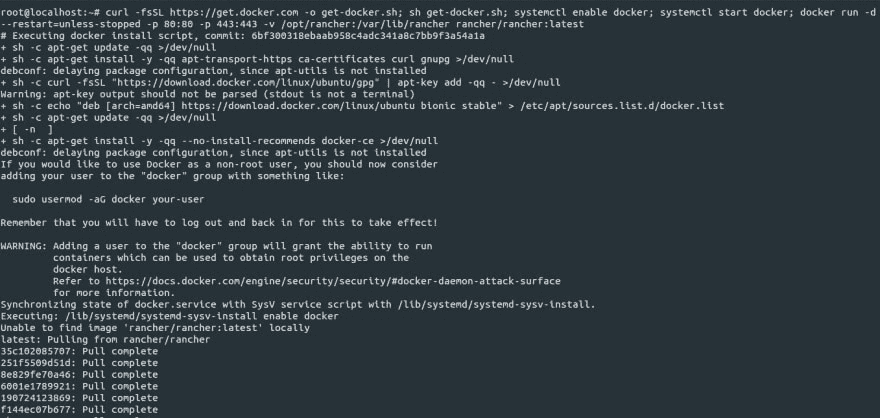 root@localhost:~# curl -fsSL https://get.docker.com -o get-docker.sh; sh get-docker.sh; systemctl enable docker; systemctl start docker; docker run -d
--restart=unless-stopped -p 80:80 -p 443:443 -v /opt/rancher:/var/lib/rancher rancher/rancher:latest
# Executing docker install script, commit: 6bf300318ebaab958c4adc341a8c7bb9f3a54a1a
+ sh -c apt-get update -qq >/dev/null
+ sh -c apt-get install -y -qq apt-transport-https ca-certificates curl gnupg >/dev/null
debconf: delaying package configuration, since apt-utils is not installed
+ sh -c curl -fsSL "https://download.docker.com/linux/ubuntu/gpg" | apt-key add -qq - >/dev/null
Warning: apt-key output should not be parsed (stdout is not a terminal)
+ sh -c echo "deb [arch=amd64] https://download.docker.com/linux/ubuntu bionic stable" > /etc/apt/sources.list.d/docker.list
+ sh -c apt-get update -qq >/dev/null
+ [ -n  ]
+ sh -c apt-get install -y -qq --no-install-recommends docker-ce >/dev/null
debconf: delaying package configuration, since apt-utils is not installed
If you would like to use Docker as a non-root user, you should now consider
adding your user to the "docker" group with something like:
sudo usermod -aG docker your-user
Remember that you will have to log out and back in for this to take effect!
WARNING: Adding a user to the "docker" group will grant the ability to run
containers which can be used to obtain root privileges on the
docker host.
Refer to https://docs.docker.com/engine/security/security/#docker-daemon-attack-surface
for more information.
Synchronizing state of docker.service with SysV service script with /lib/systemd/systemd-sysv-install.
Executing: /lib/systemd/systemd-sysv-install enable docker
Unable to find image 'rancher/rancher:latest' locally
latest: Pulling from rancher/rancher
35c102085707: Pull complete
251f5509d51d: Pull complete
8e829fe70a46: Pull complete
6001e1789921: Pull complete
190724123869: Pull complete
f144ec07b677: Pull complete